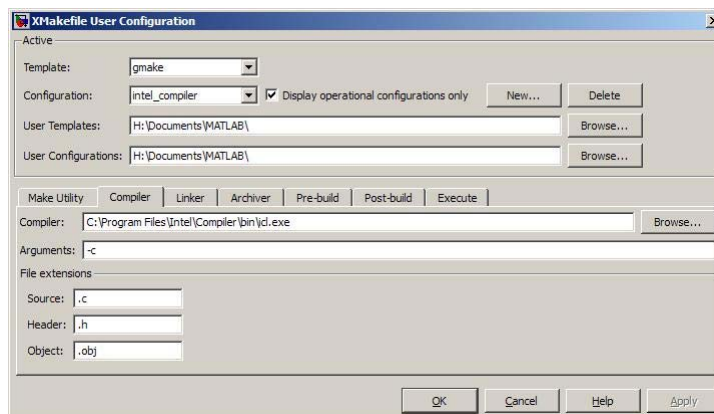 XMakefile User Configuration
Active
Template: gmake
Configuration: intel_compiler Display operational configurations only New... Delete
User Templates: H:\Documents\MATLAB\ Browse...
User Configurations: H:\Documents\MATLAB\ Browse...
Make Utility Compiler Linker Archiver Pre-build Post-build Execute
Compiler: C:\Program Files\Intel\Compiler\bin\icl.exe Browse...
Arguments: -c
File extensions
Source: .c
Header: .h
Object: .obj
OK Cancel Help Apply